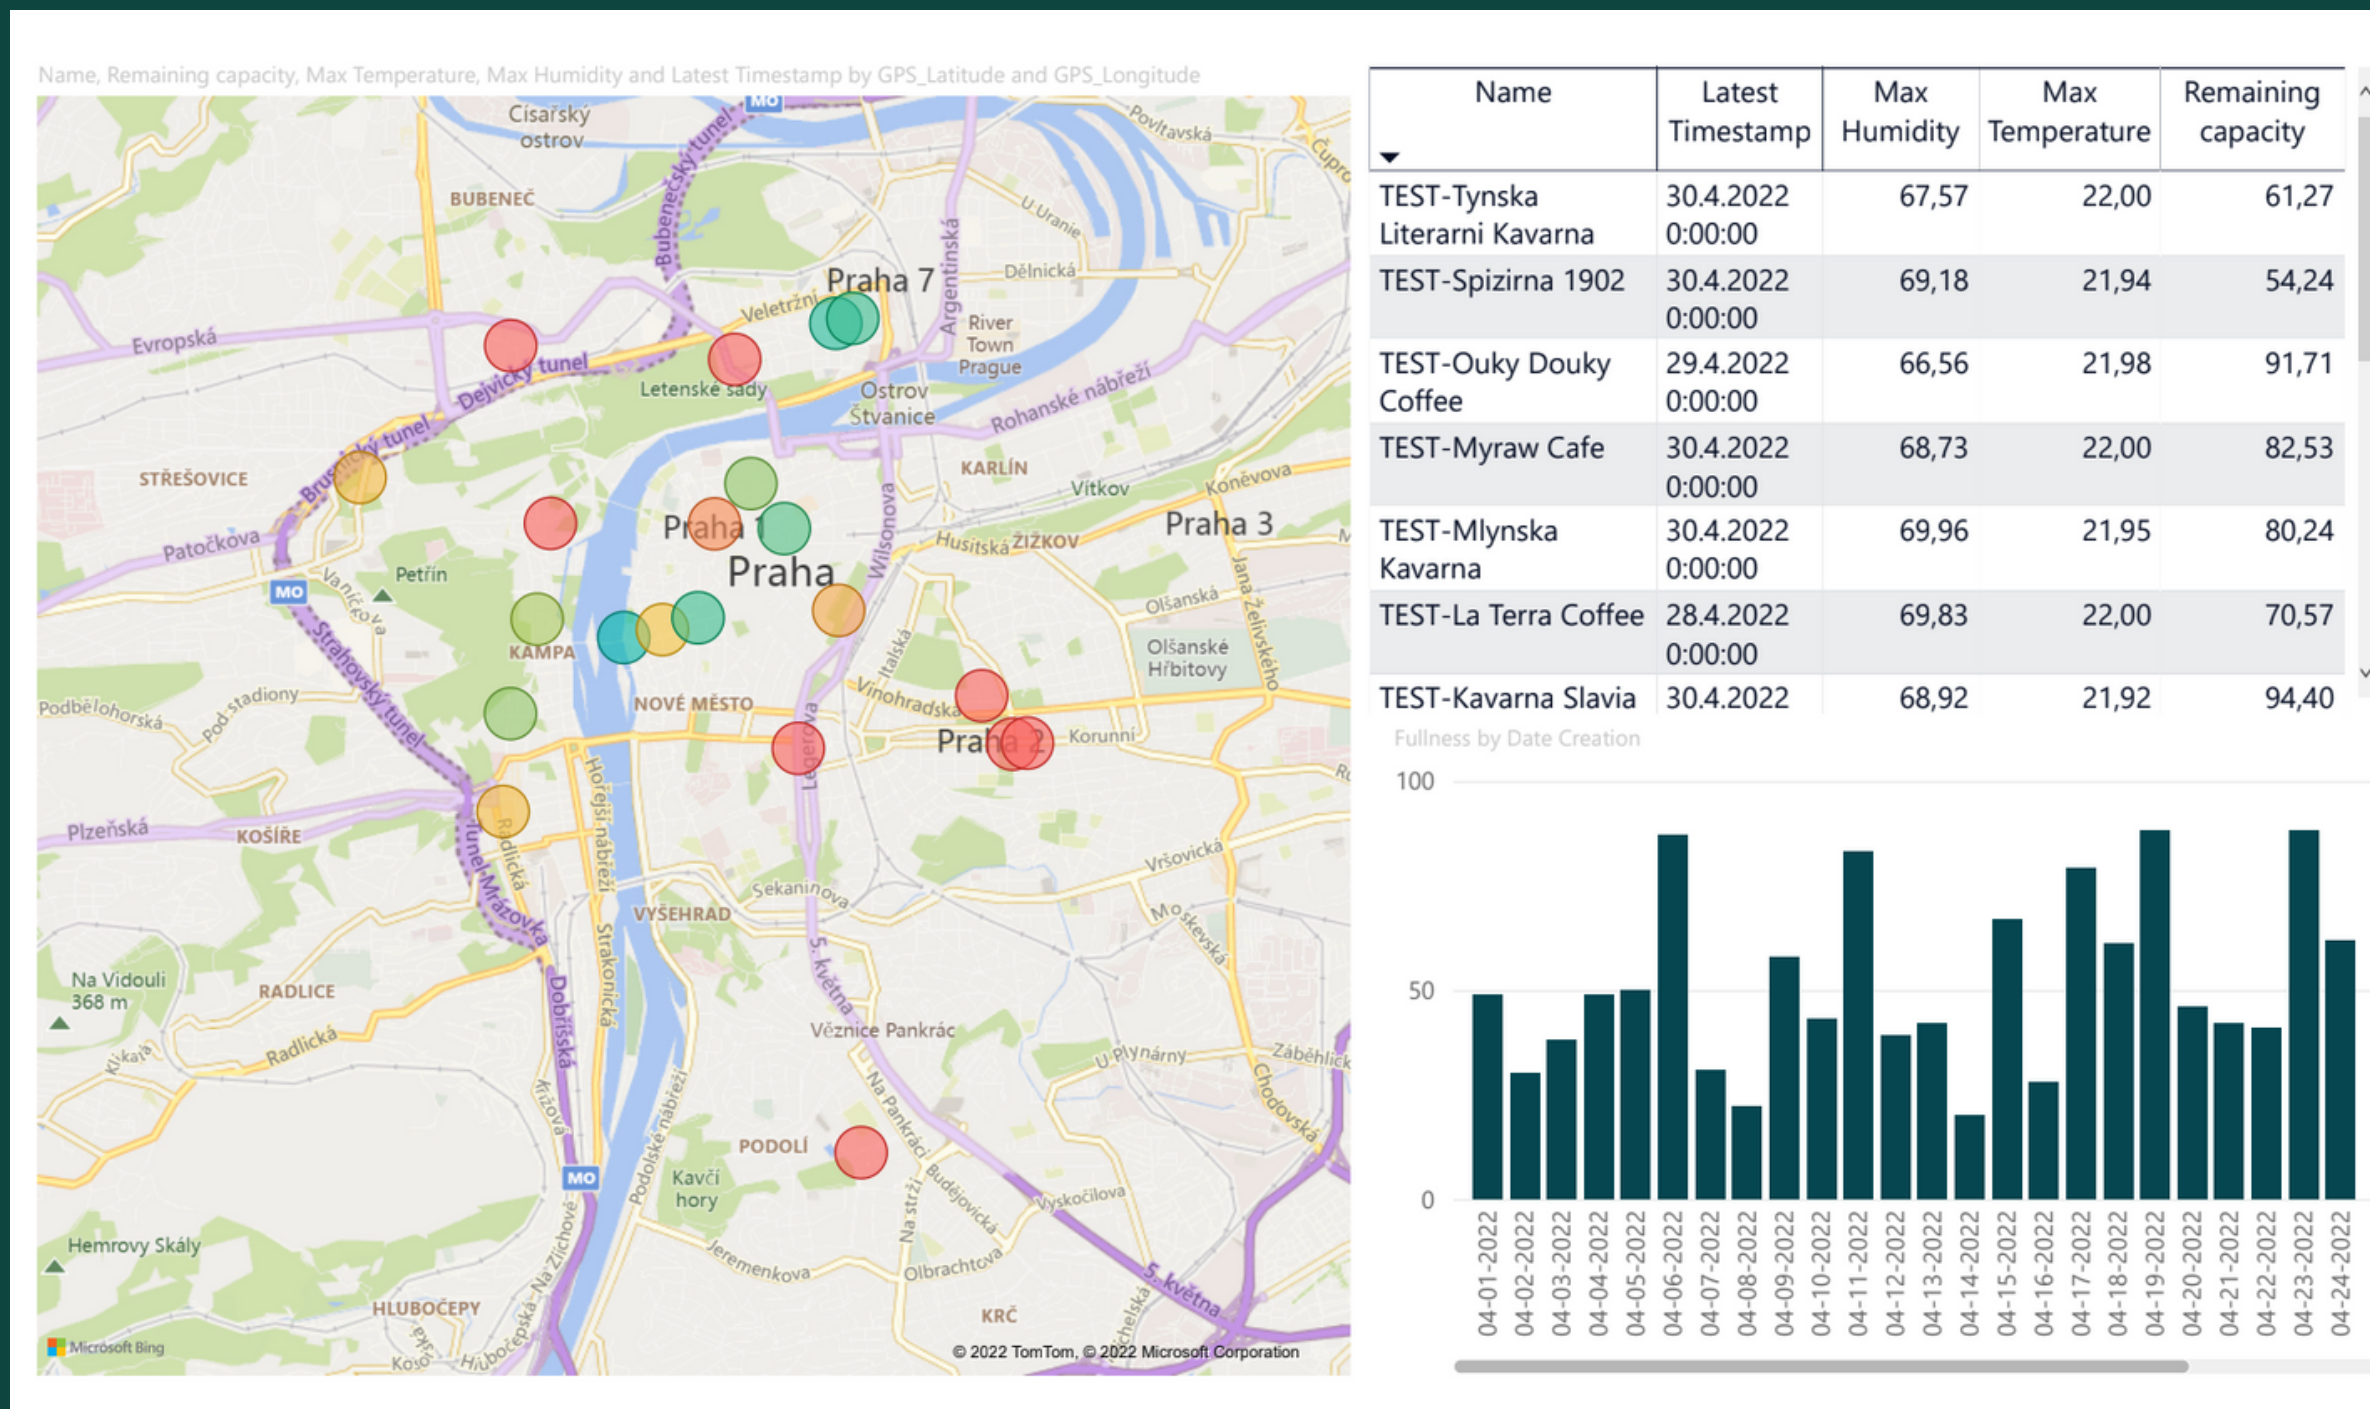 Name, Remaining capacity, Max Temperature, Max Humidity and Latest Timestamp by GPS_Latitude and GPS_Longitude
MO
Císařský
ostrov
Povltavská
Bubenečský tunel
BUBENEČ
U Uranie
Praha 7
Dělnická
Argentinská
Veletržní
River
Town
Prague
Evropská
Dejvický tunel
Letenské sady
Ostrov
Štvanice
Rohanské nábřeží
Brusnický tunel
STŘEŠOVICE
KARLÍN
Vítkov
Koněvova
Patočkova
Praha 1
Wilsonova
Husitská
ŽIŽKOV
Praha 3
Praha
Petřín
MO
Vaníčkova
Olšanská
Jana Želivského
Strahovský tunel
KAMPA
Italská
Olšanské
Hřbitovy
Podbělohorská
Pod stadiony
NOVÉ MĚSTO
Vinohradská
Legerova
Praha 2
Korunní
Hořejší nábřeží
Plzeňská
KOŠÍŘE
Radlická
Tunel Mrázovka
Vršovická
Sekaninova
VYŠEHRAD
Moskevská
Strakonická
5. května
Na Vidouli
368 m
RADLICE
Dobříšská
Věznice Pankrác
Klikatá
Radlická
U Plynárny
Křížová
Na Pankráci
Chodovská
PODOLÍ
Podolské nábřeží
Kavčí
hory
MO
Budějovická
Vyskočilova
Na strži
Hemrovy Skály
Jeremenkova
Olbrachtova
5. května
HLUBOČEPY
KRČ
Microsoft Bing
© 2022 TomTom, © 2022 Microsoft Corporation
Name Latest Timestamp Max Humidity Max Temperature Remaining capacity
TEST-Tynska 30.4.2022 67,57 22,00 61,27
Literarni Kavarna 0:00:00
TEST-Spizirna 1902 30.4.2022 69,18 21,94 54,24
0:00:00
TEST-Ouky Douky 29.4.2022 66,56 21,98 91,71
Coffee 0:00:00
TEST-Myraw Cafe 30.4.2022 68,73 22,00 82,53
0:00:00
TEST-Mlynska 30.4.2022 69,96 21,95 80,24
Kavarna 0:00:00
TEST-La Terra Coffee 28.4.2022 69,83 22,00 70,57
0:00:00
TEST-Kavarna Slavia 30.4.2022 68,92 21,92 94,40
Fullness by Date Creation
100
50
0
04-01-2022
04-02-2022
04-03-2022
04-04-2022
04-05-2022
04-06-2022
04-07-2022
04-08-2022
04-09-2022
04-10-2022
04-11-2022
04-12-2022
04-13-2022
04-14-2022
04-15-2022
04-16-2022
04-17-2022
04-18-2022
04-19-2022
04-20-2022
04-21-2022
04-22-2022
04-23-2022
04-24-2022